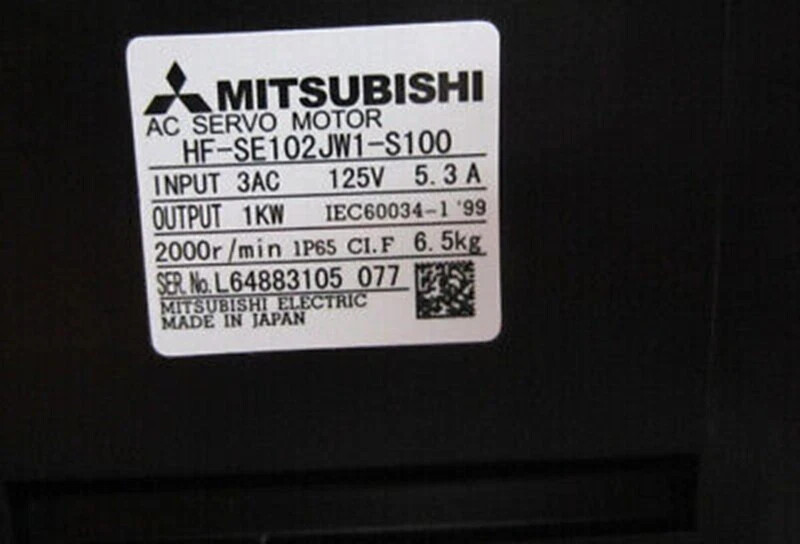 MITSUBISHI
AC SERVO MOTOR
HF-SE102JW1-S100
INPUT 3AC 125V 5.3 A
OUTPUT 1KW IEC60034-1 '99
2000r/min IP65 CI.F 6.5kg
SER.No.L64883105 077
MITSUBISHI ELECTRIC
MADE IN JAPAN